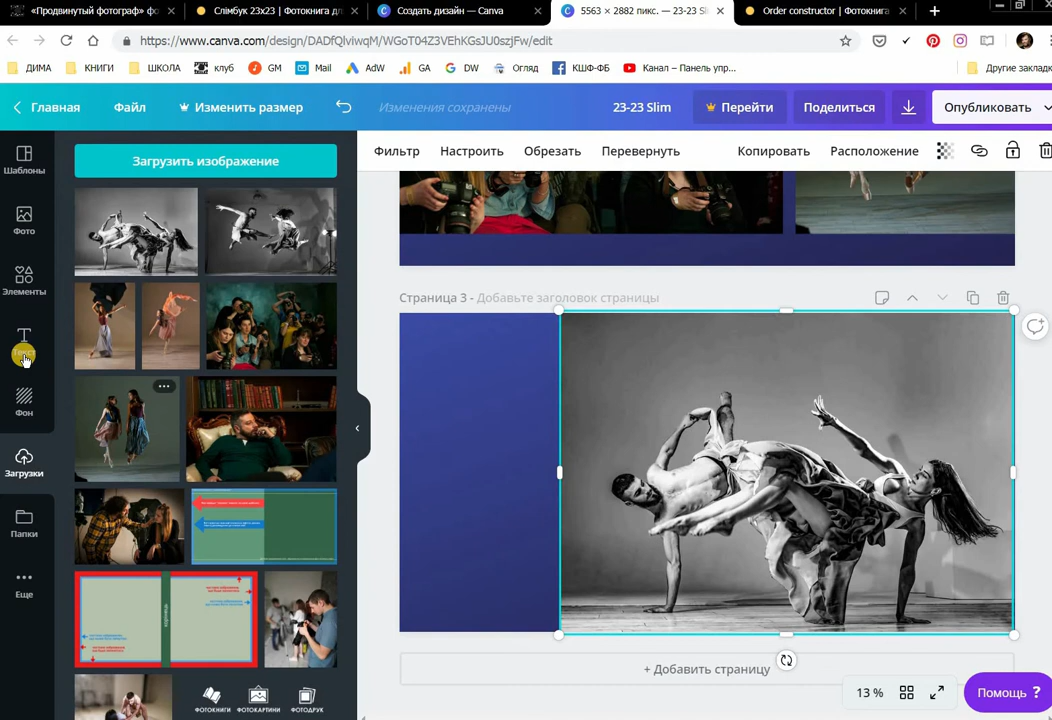 «Продвинутый фотограф» фо
Слімбук 23x23 | Фотокнига дл
Создать дизайн — Canva
5563 × 2882 пикс. — 23-23 Sli
Order constructor | Фотокнига
https://www.canva.com/design/DADfQlviwqM/WGoT04Z3VEhKGsJU0szjFw/edit
ДИМА
КНИГИ
ШКОЛА
клуб
GM
Mail
AdW
GA
DW
Огляд
КШФ-ФБ
Канал – Панель упр...
Другие закладк
Главная
Файл
Изменить размер
Изменения сохранены
23-23 Slim
Перейти
Поделиться
Опубликовать
Шаблоны
Фото
Элементы
Фон
Загрузки
Папки
Еще
Загрузить изображение
ФОТОКНИГИ
ФОТОКАРТИНИ
ФОТОДРУК
Фильтр
Настроить
Обрезать
Перевернуть
Копировать
Расположение
Страница 3 - Добавьте заголовок страницы
+ Добавить страницу
13 %
Помощь ?